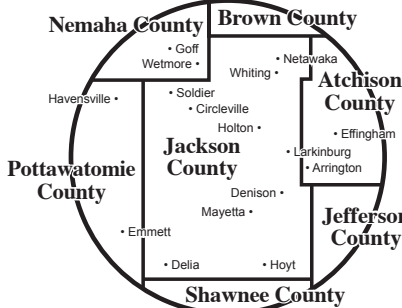 Nemaha County
Brown County
Goff
Wetmore
Netawaka
Whiting
Atchison
County
Havensville
Soldier
Circleville
Holton
Effingham
Jackson
County
Larkinburg
Arrington
Pottawatomie
County
Denison
Mayetta
Jefferson
County
Emmett
Delia
Hoyt
Shawnee County